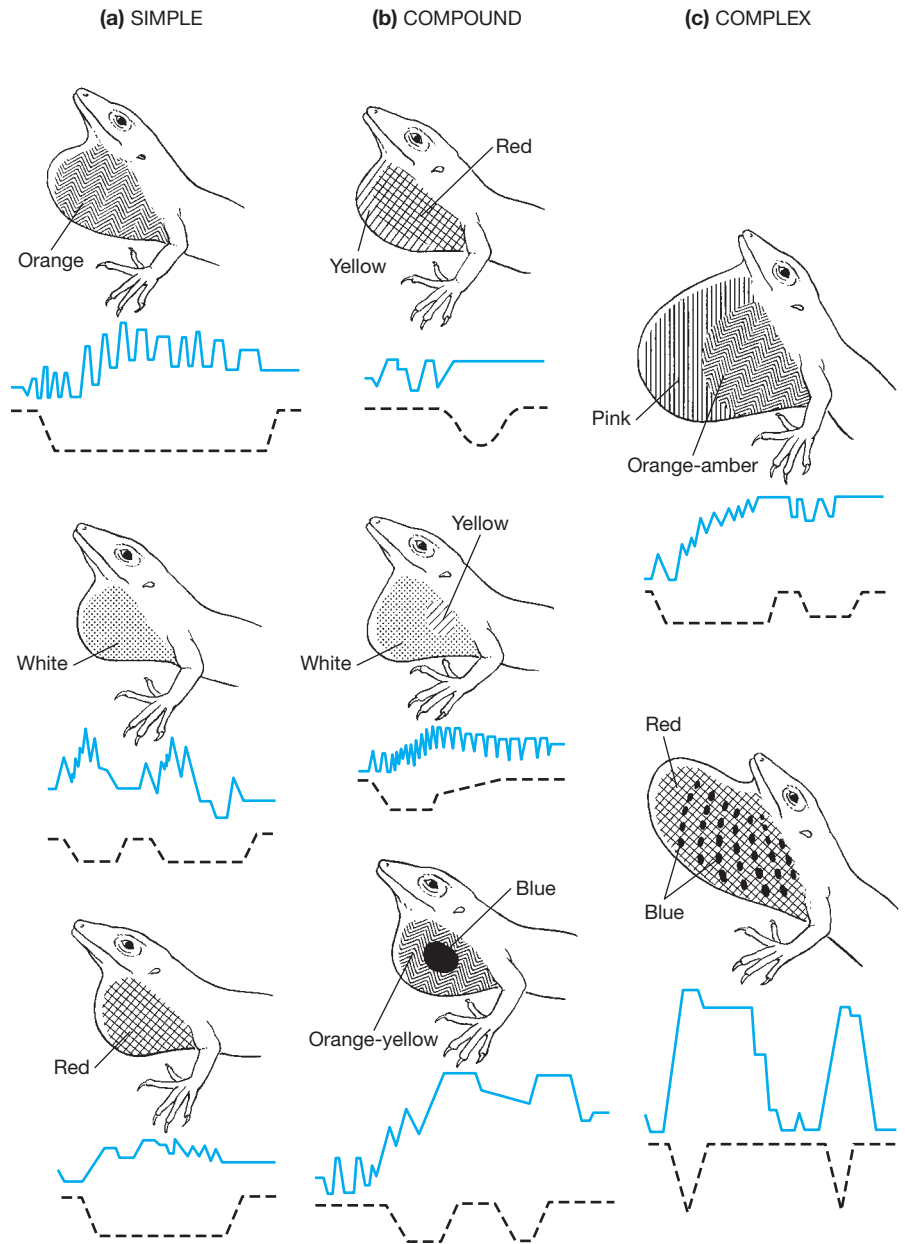 (a) SIMPLE
(b) COMPOUND
(c) COMPLEX
Orange
Red
Yellow
Pink
Orange-amber
White
Yellow
White
Red
Blue
Red
Blue
Orange-yellow